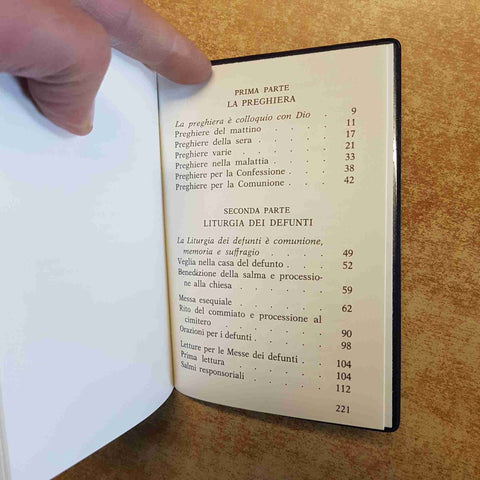 PRIMA PARTE
LA PREGHIERA
La preghiera è colloquio con Dio . 9
Preghiere del mattino . . . . 11
Preghiere della sera . . . . 17
Preghiere varie . . . . . 21
Preghiere nella malattia . . . 33
Preghiere per la Confessione . . 38
Preghiere per la Comunione . . 42
SECONDA PARTE
LITURGIA DEI DEFUNTI
La Liturgia dei defunti è comunione,
memoria e suffragio . . . . 49
Veglia nella casa del defunto . . 52
Benedizione della salma e processio-
ne alla chiesa . . . . . 59
Messa esequiale . . . . . 62
Rito del commiato e processione al
cimitero . . . . . . 90
Orazioni per i defunti . . . . 98
Letture per le Messe dei defunti . 104
Prima lettura . . . . . 104
Salmi responsoriali . . . . 112
221